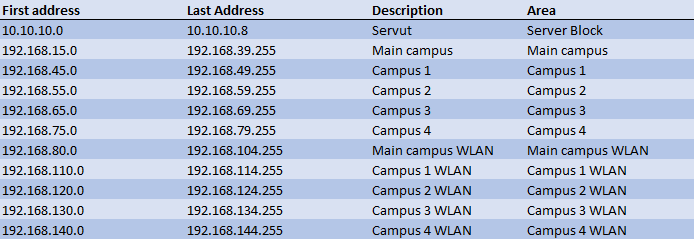 First address Last Address Description Area
10.10.10.0 10.10.10.8 Servut Server Block
192.168.15.0 192.168.39.255 Main campus Main campus
192.168.45.0 192.168.49.255 Campus 1 Campus 1
192.168.55.0 192.168.59.255 Campus 2 Campus 2
192.168.65.0 192.168.69.255 Campus 3 Campus 3
192.168.75.0 192.168.79.255 Campus 4 Campus 4
192.168.80.0 192.168.104.255 Main campus WLAN Main campus WLAN
192.168.110.0 192.168.114.255 Campus 1 WLAN Campus 1 WLAN
192.168.120.0 192.168.124.255 Campus 2 WLAN Campus 2 WLAN
192.168.130.0 192.168.134.255 Campus 3 WLAN Campus 3 WLAN
192.168.140.0 192.168.144.255 Campus 4 WLAN Campus 4 WLAN